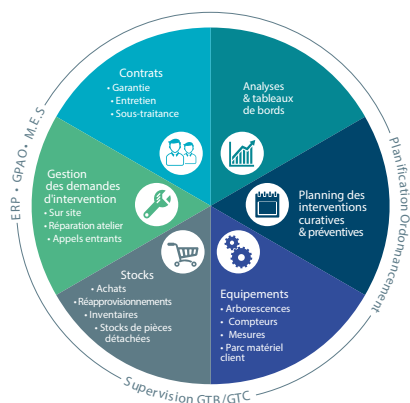 Contrats
• Garantie
• Entretien
• Sous-traitance
Analyses
& tableaux
de bords
Planning des
interventions
curatives
& préventives
Equipements
• Arborescences
• Compteurs
• Mesures
• Parc matériel
client
Stocks
• Achats
• Réapprovisionnements
• Inventaires
• Stocks de pièces
détachées
Gestion
des demandes
d'intervention
• Sur site
• Réparation atelier
• Appels entrants
ERP • GPAO• M.E.S
Planification Ordonnancement
Supervision GTB/GTC